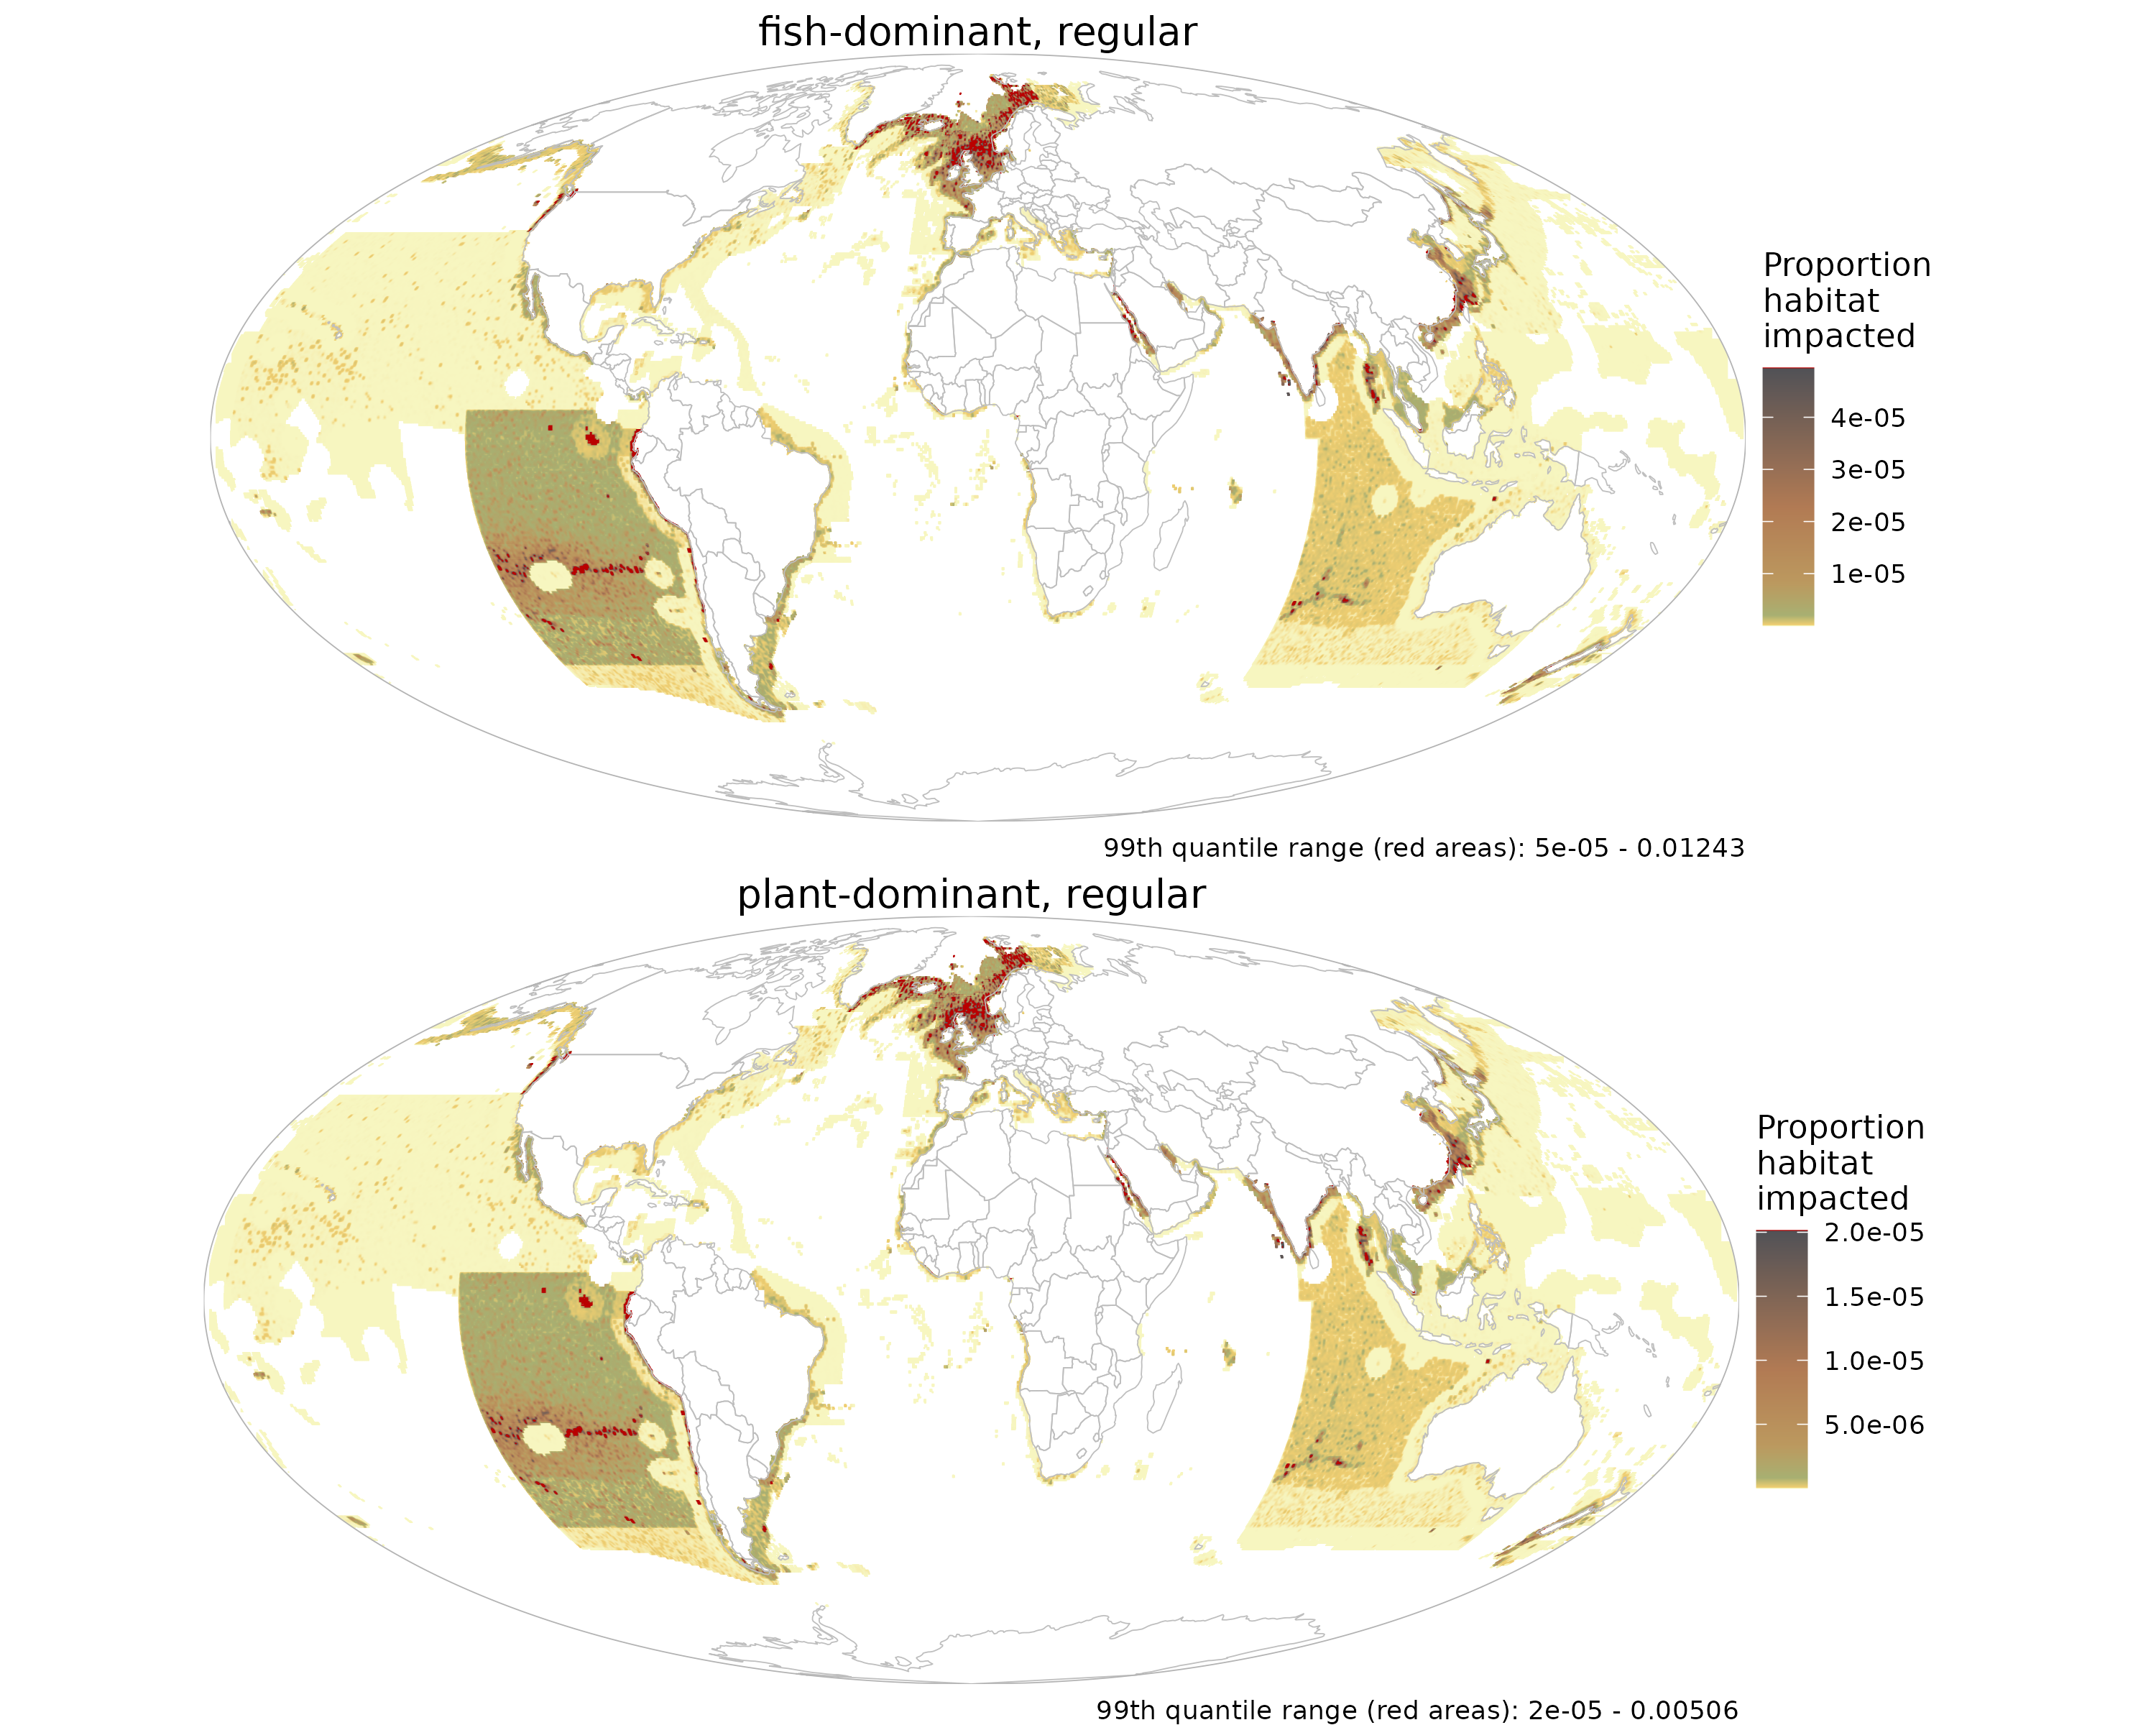 fish-dominant, regular
Proportion
habitat
impacted
4e-05
3e-05
2e-05
1e-05
99th quantile range (red areas): 5e-05 - 0.01243
plant-dominant, regular
Proportion
habitat
impacted
2.0e-05
1.5e-05
1.0e-05
5.0e-06
99th quantile range (red areas): 2e-05 - 0.00506